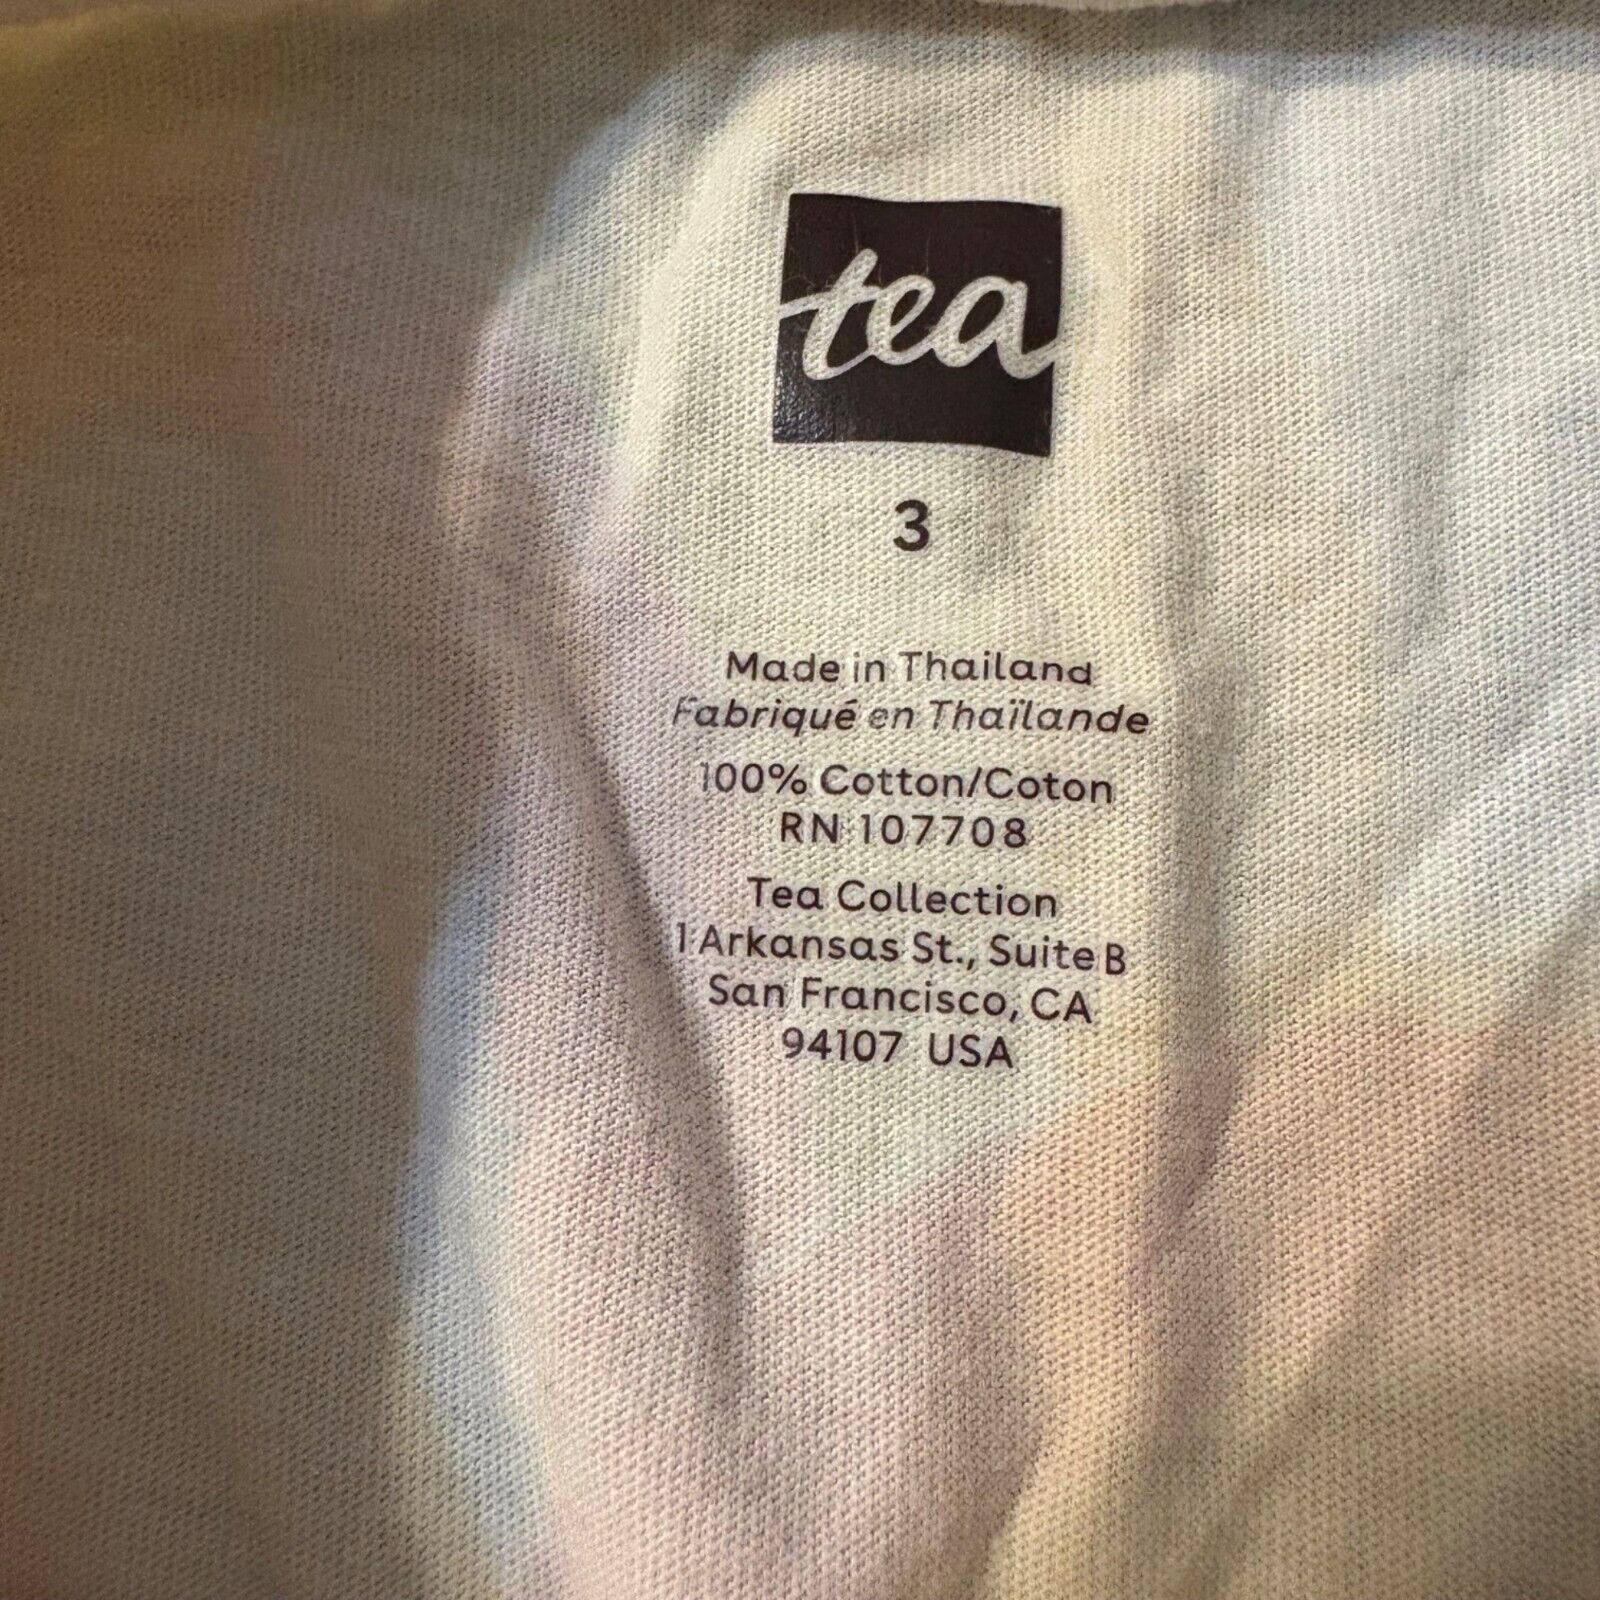 tea
3
Made in Thailand
Fabriqué en Thaïlande
100% Cotton/Coton
RN 107708
Tea Collection
1 Arkansas St., Suite B
San Francisco, CA
94107 USA